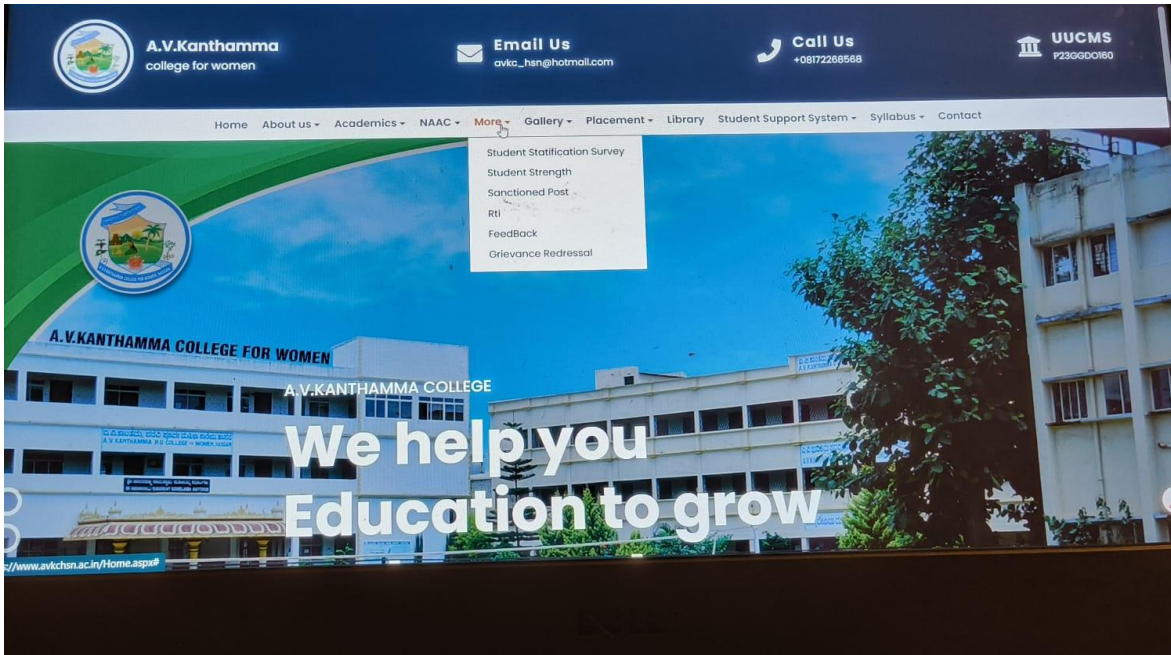 A.V.Kanthamma
college for women
Email Us
avkc_hsn@hotmail.com
Call Us
+08172268568
UUCMS
P23GGDO160
Home About us Academics NAAC More Gallery Placement Library Student Support System Syllabus Contact
Student Statification Survey
Student Strength
Sanctioned Post
Rti
FeedBack
Grievance Redressal
A.V.KANTHAMMA COLLEGE FOR WOMEN
A.V.KANTHAMMA COLLEGE
We help you
Education to grow
s://www.avkchsn.ac.in/Home.aspx#